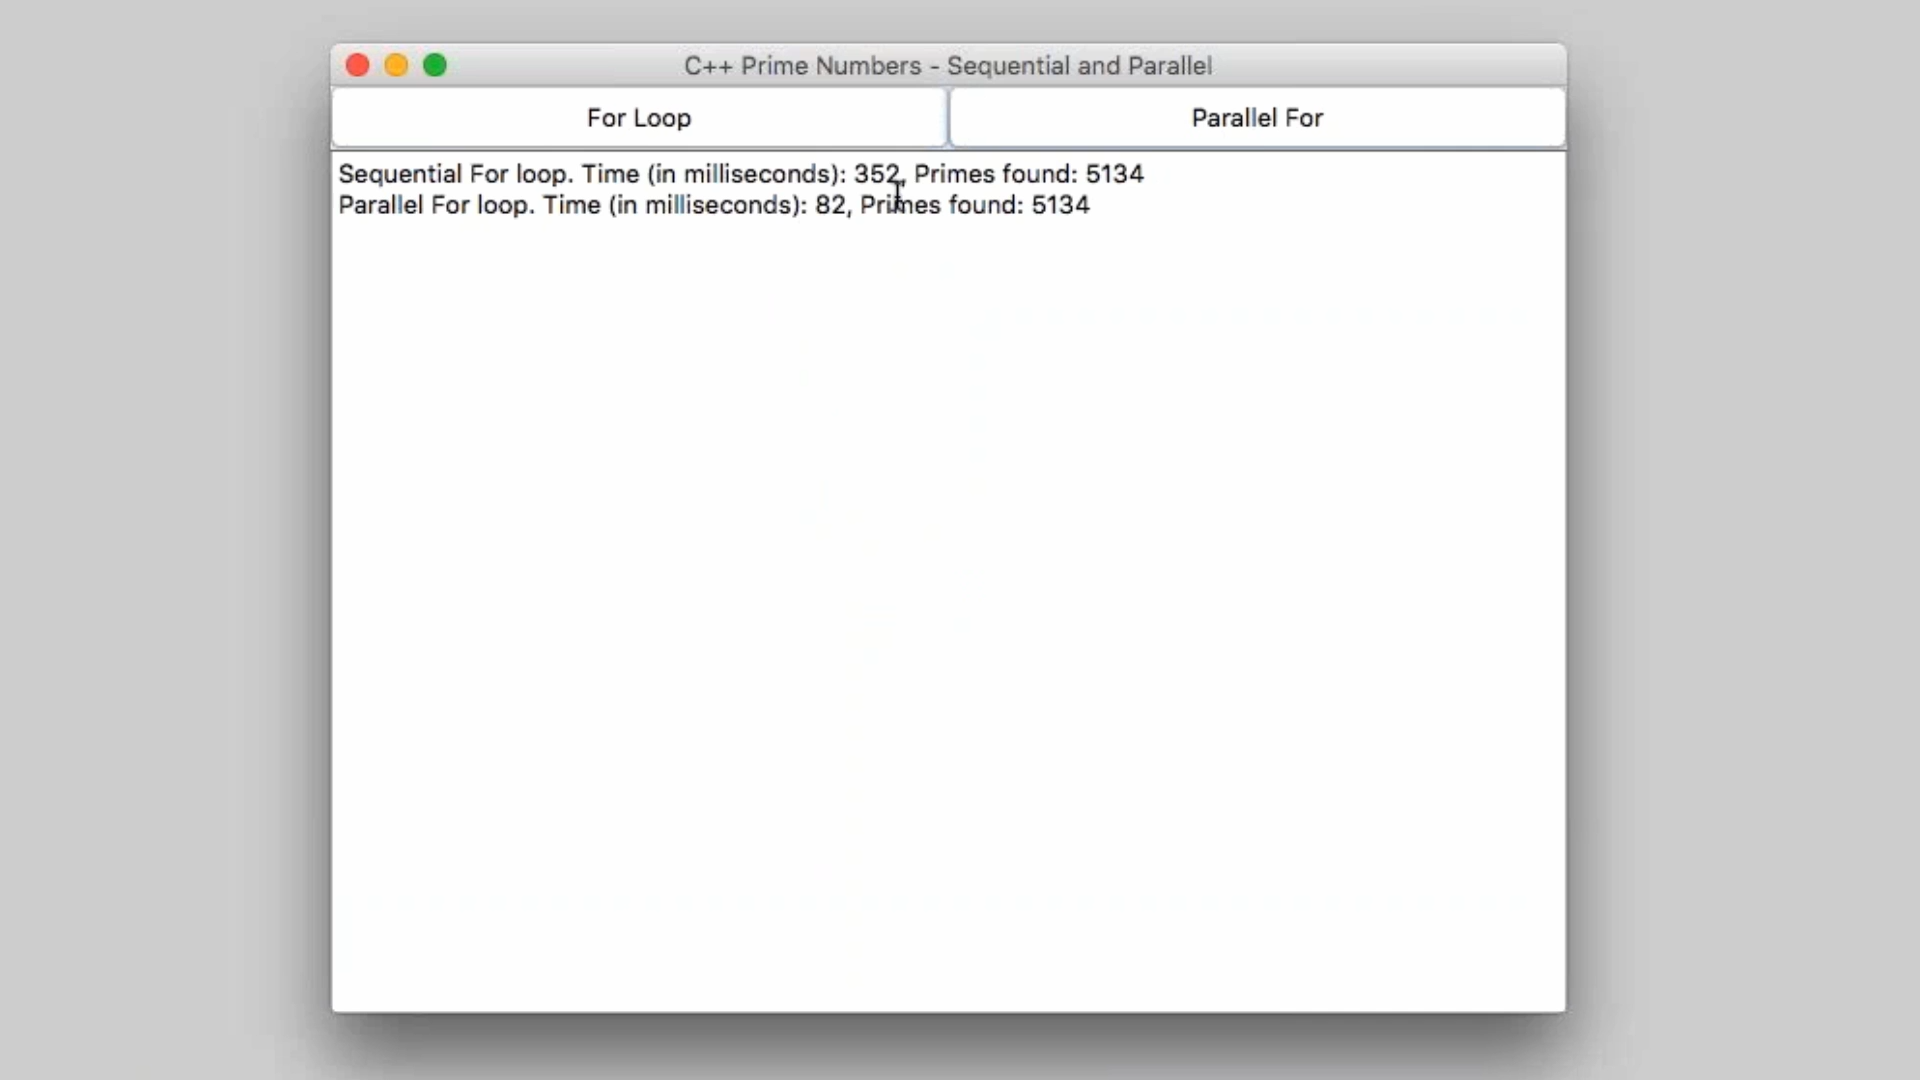 C++ Prime Numbers - Sequential and Parallel
For Loop
Parallel For
Sequential For loop. Time (in milliseconds): 352, Primes found: 5134
Parallel For loop. Time (in milliseconds): 82, Primes found: 5134